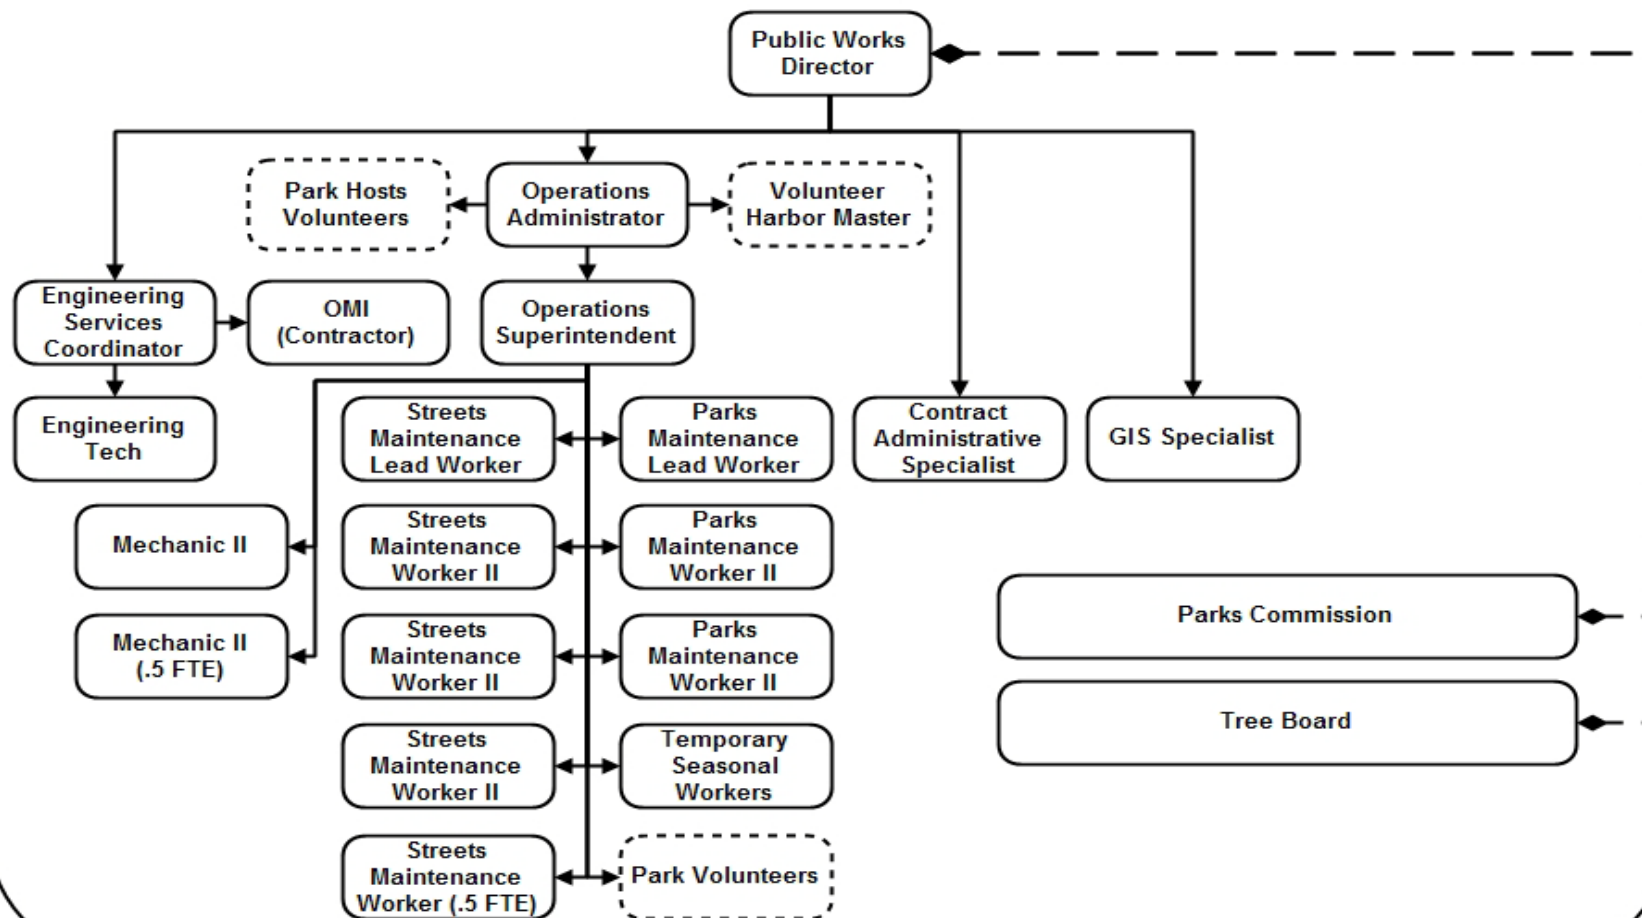 Public Works
Director
Park Hosts
Volunteers
Operations
Administrator
Volunteer
Harbor Master
Engineering
Services
Coordinator
OMI
(Contractor)
Operations
Superintendent
Engineering
Tech
Streets
Maintenance
Lead Worker
Parks
Maintenance
Lead Worker
Contract
Administrative
Specialist
GIS Specialist
Mechanic II
Streets
Maintenance
Worker II
Parks
Maintenance
Worker II
Parks Commission
Mechanic II
(.5 FTE)
Streets
Maintenance
Worker II
Parks
Maintenance
Worker II
Tree Board
Streets
Maintenance
Worker II
Temporary
Seasonal
Workers
Streets
Maintenance
Worker (.5 FTE)
Park Volunteers